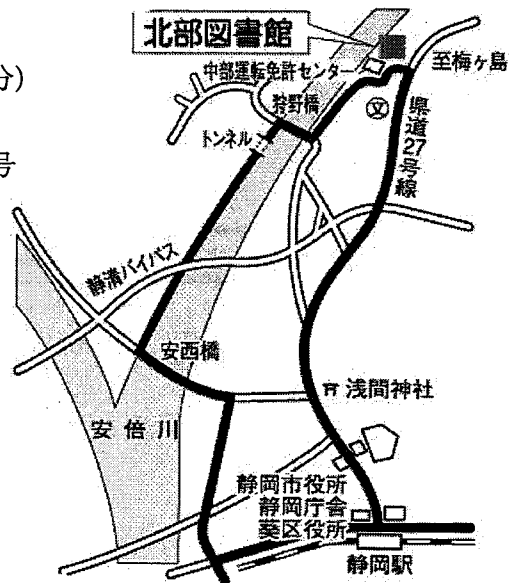 北部図書館
分)
中部運転免許センター
至梅ヶ島
狩野橋
文
県道27号線
トンネル
号
静清バイパス
安西橋
浅間神社
安倍川
静岡市役所
静岡庁舎
葵区役所
静岡駅